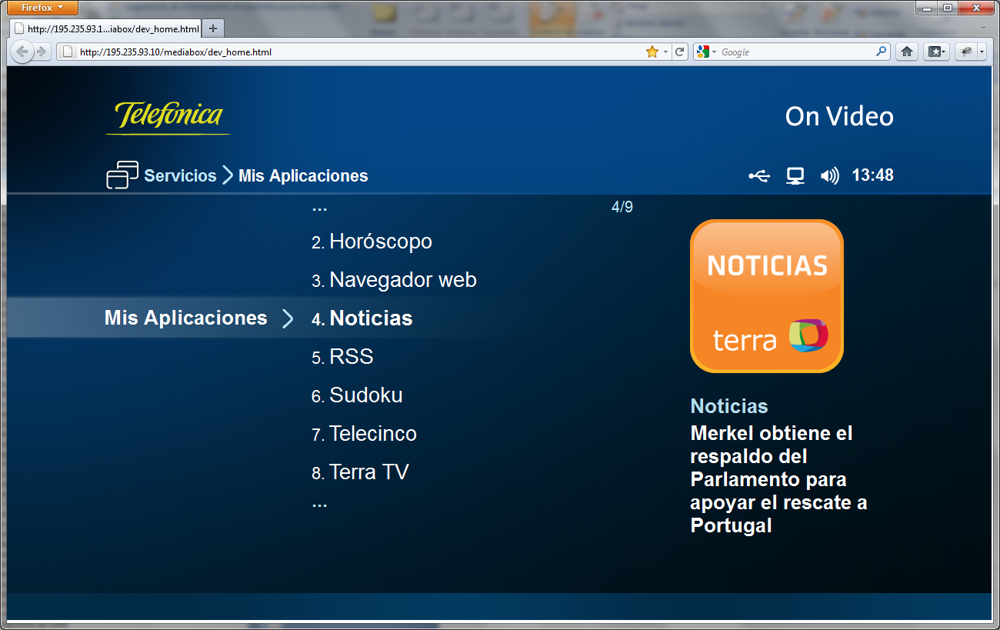 Firefox
http://195.235.93.1...iabox/dev_home.html
http://195.235.93.10/mediabox/dev_home.html
Google
Telefónica
On Video
Servicios
Mis Aplicaciones
13:48
...
4/9
2. Horóscopo
3. Navegador web
Mis Aplicaciones
4. Noticias
5. RSS
6. Sudoku
7. Telecinco
8. Terra TV
...
NOTICIAS
terra
Noticias
Merkel obtiene el
respaldo del
Parlamento para
apoyar el rescate a
Portugal